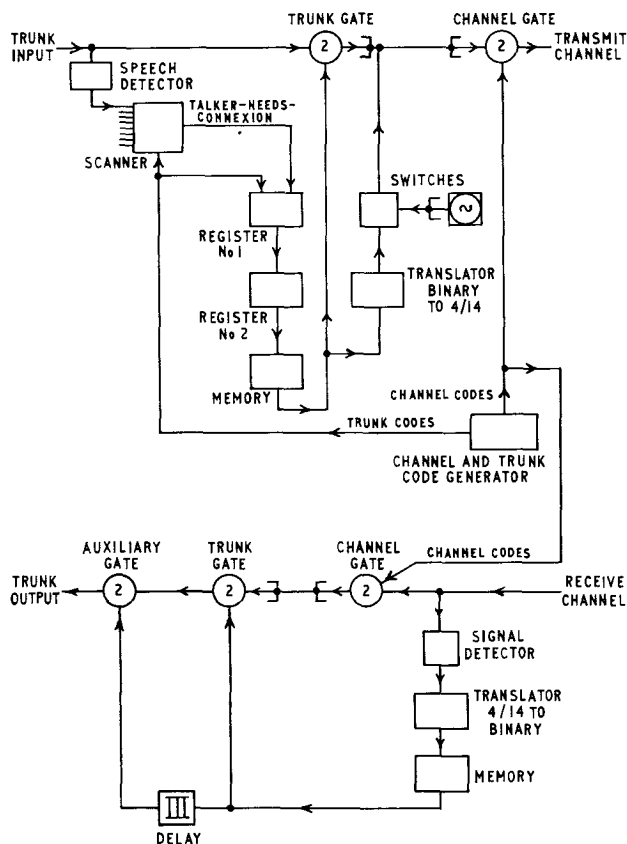 TRUNK GATE
CHANNEL GATE
TRUNK
INPUT
2
2
TRANSMIT
CHANNEL
SPEECH
DETECTOR
TALKER-NEEDS-
CONNEXION
SCANNER
SWITCHES
REGISTER
No 1
TRANSLATOR
BINARY
TO 4/14
REGISTER
No 2
MEMORY
CHANNEL CODES
TRUNK CODES
CHANNEL AND TRUNK
CODE GENERATOR
AUXILIARY
GATE
TRUNK
GATE
CHANNEL
GATE
CHANNEL CODES
TRUNK
OUTPUT
2
2
2
RECEIVE
CHANNEL
SIGNAL
DETECTOR
TRANSLATOR
4/14 TO
BINARY
MEMORY
DELAY